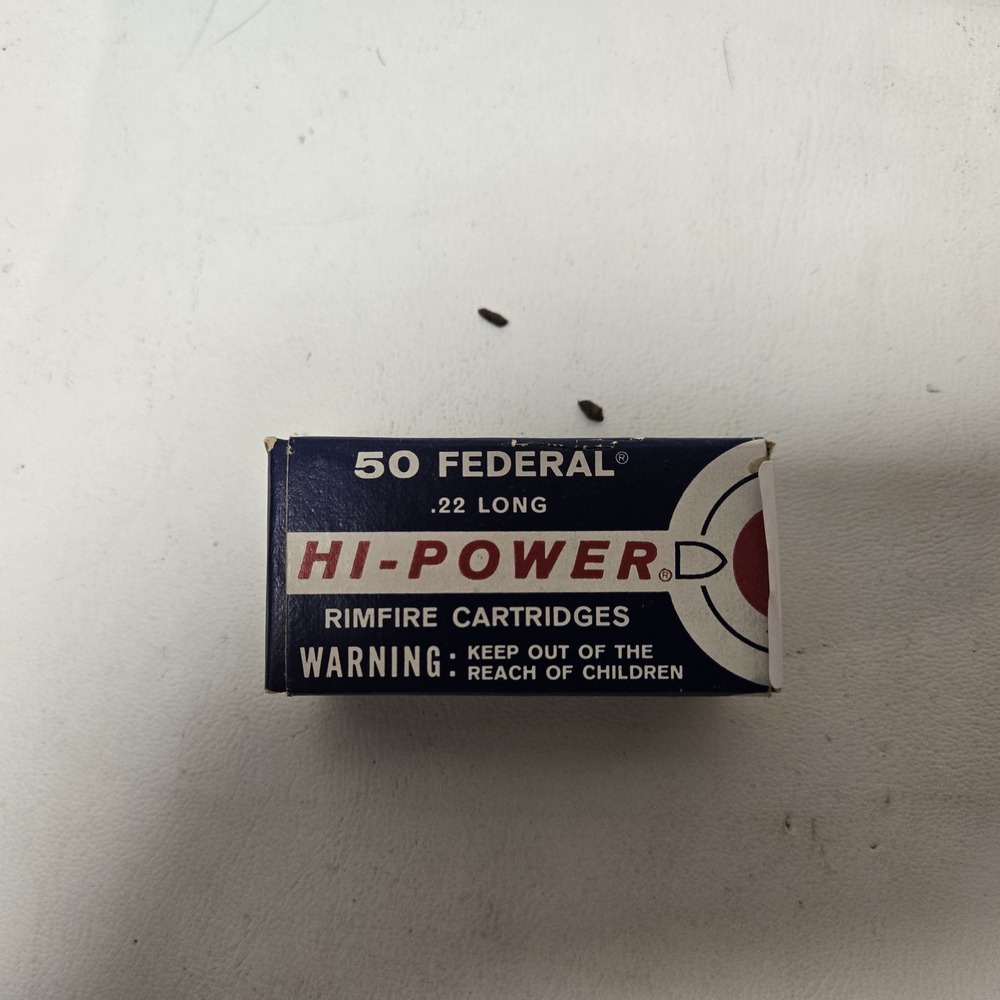 50 FEDERAL®
.22 LONG
HI-POWER®
RIMFIRE CARTRIDGES
WARNING: KEEP OUT OF THE
REACH OF CHILDREN